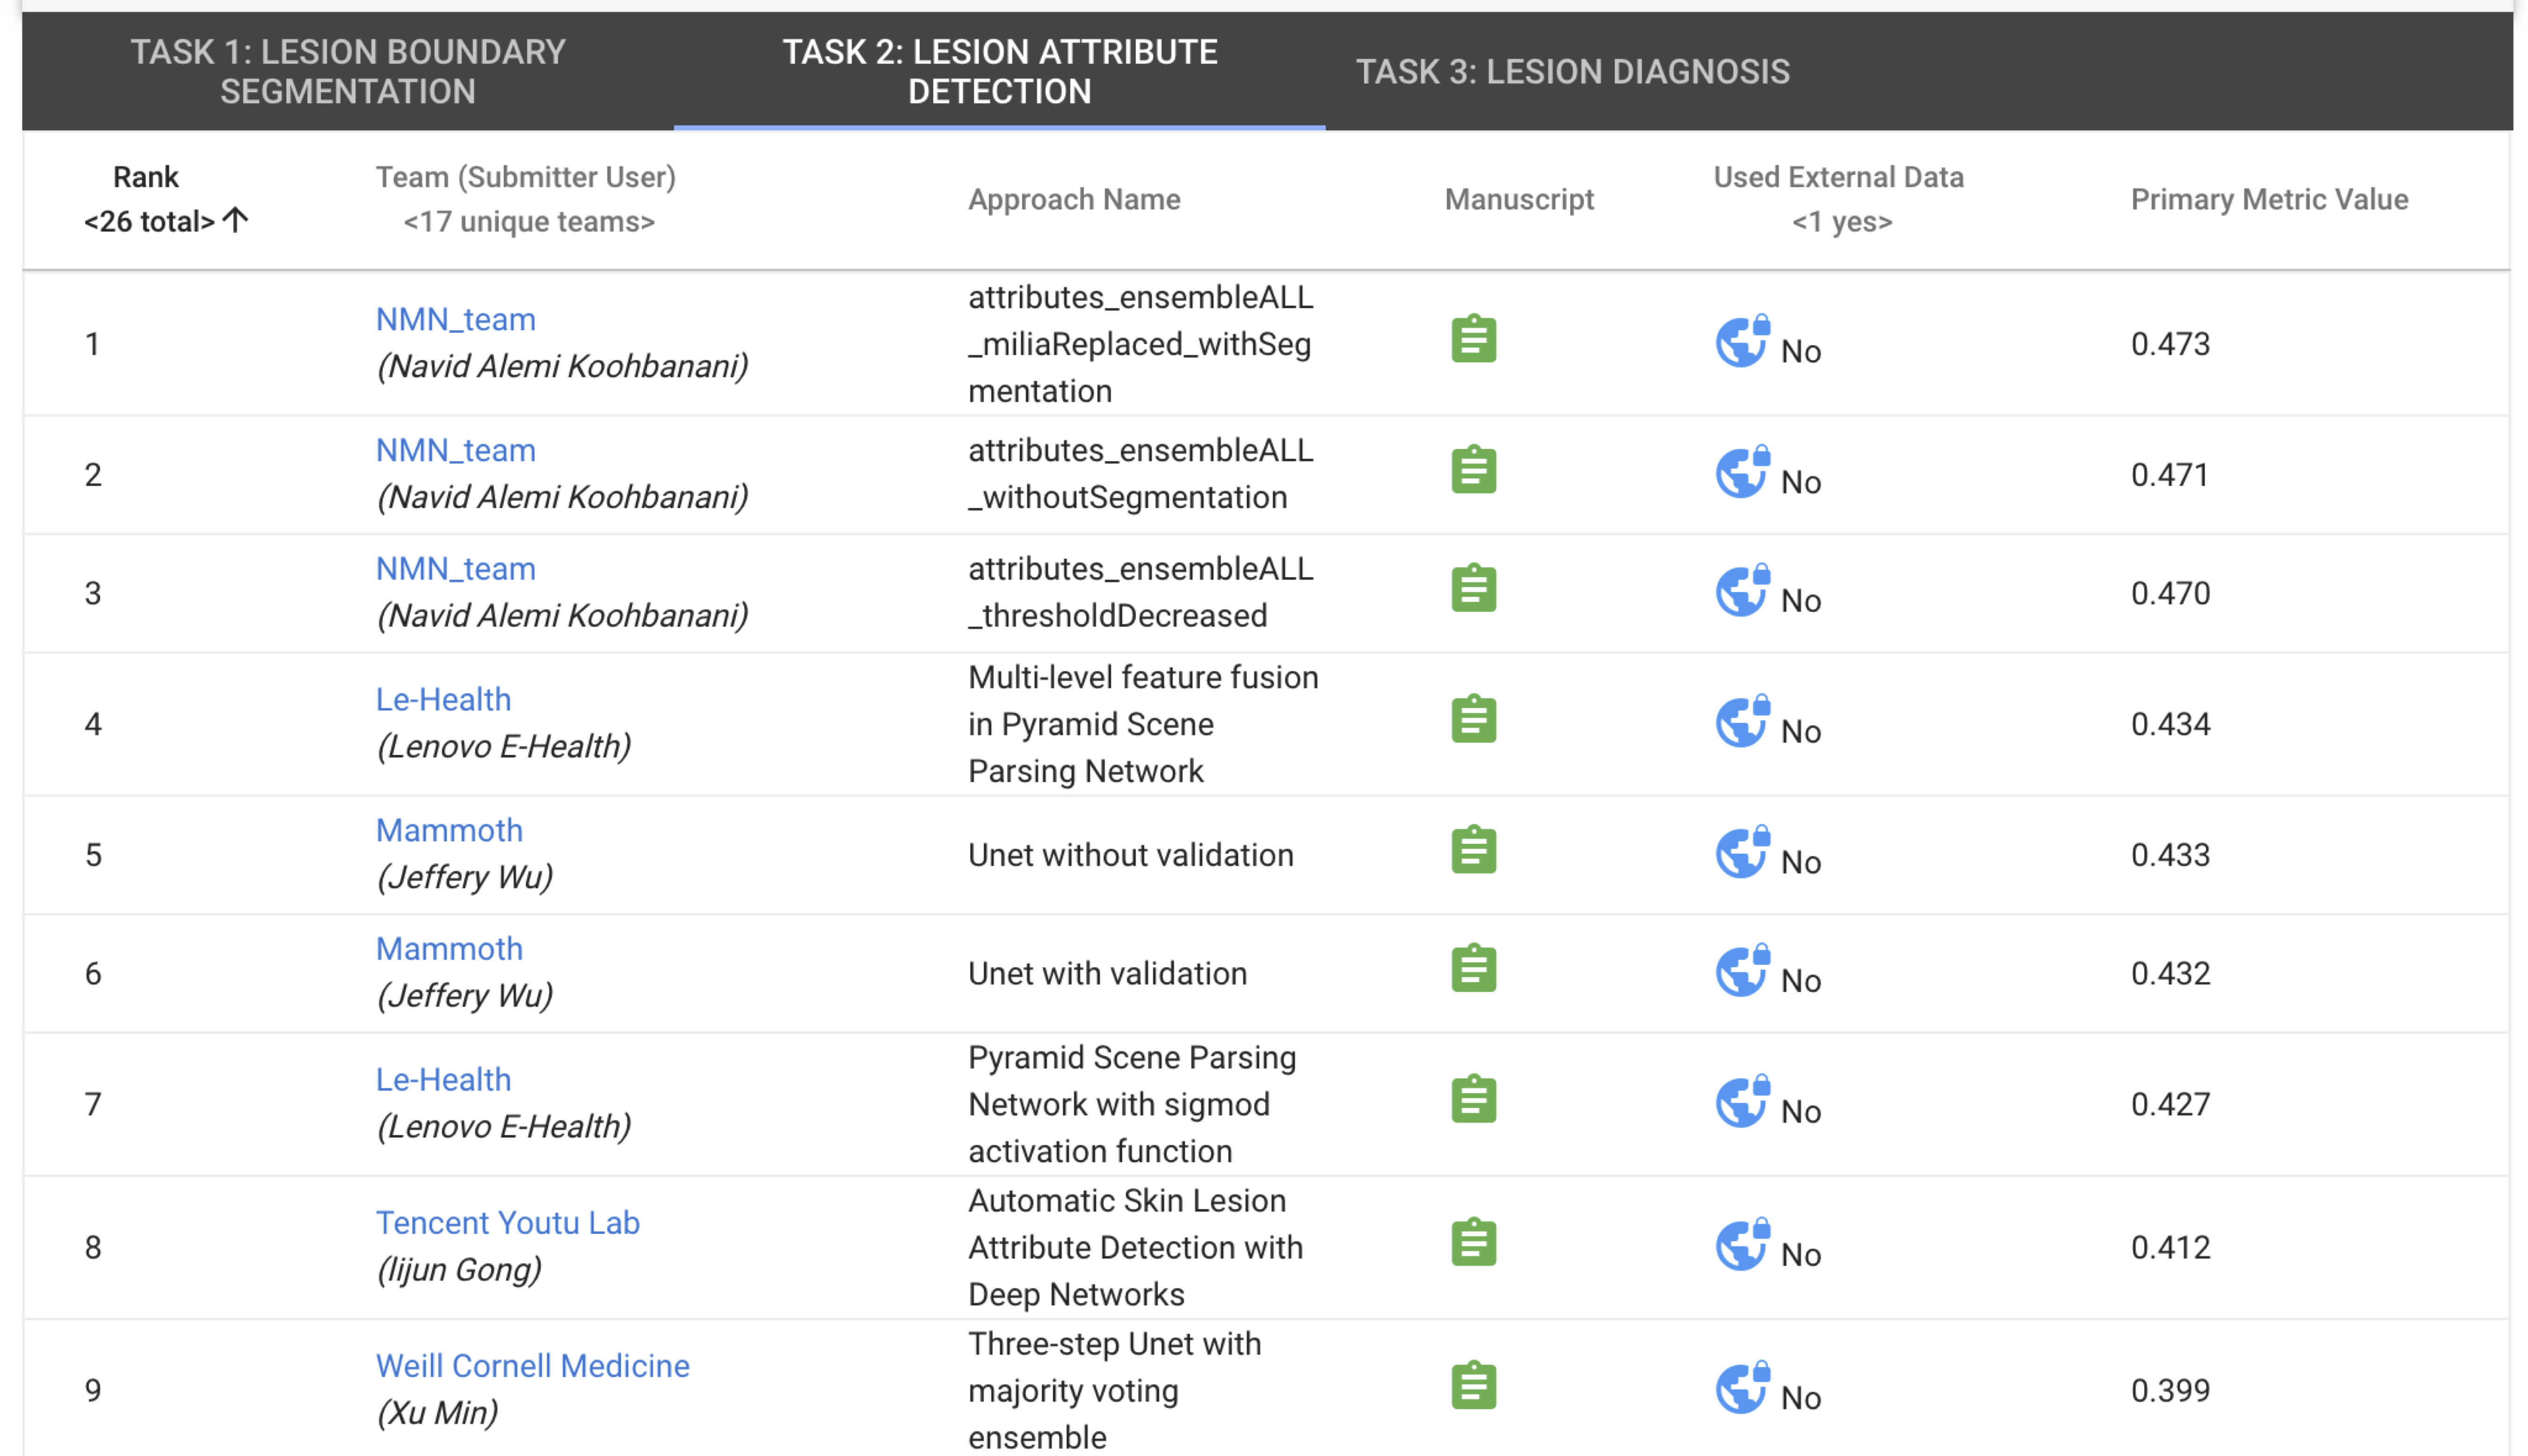 TASK 1: LESION BOUNDARY
SEGMENTATION
TASK 2: LESION ATTRIBUTE
DETECTION
TASK 3: LESION DIAGNOSIS
Rank
<26 total>
Team (Submitter User)
<17 unique teams>
Approach Name
Manuscript
Used External Data
<1 yes>
Primary Metric Value
1
NMN_team
(Navid Alemi Koohbanani)
attributes_ensembleALL
_miliaReplaced_withSeg
mentation
No
0.473
2
NMN_team
(Navid Alemi Koohbanani)
attributes_ensembleALL
_withoutSegmentation
No
0.471
3
NMN_team
(Navid Alemi Koohbanani)
attributes_ensembleALL
_thresholdDecreased
No
0.470
4
Le-Health
(Lenovo E-Health)
Multi-level feature fusion
in Pyramid Scene
Parsing Network
No
0.434
5
Mammoth
(Jeffery Wu)
Unet without validation
No
0.433
6
Mammoth
(Jeffery Wu)
Unet with validation
No
0.432
7
Le-Health
(Lenovo E-Health)
Pyramid Scene Parsing
Network with sigmod
activation function
No
0.427
8
Tencent Youtu Lab
(lijun Gong)
Automatic Skin Lesion
Attribute Detection with
Deep Networks
No
0.412
9
Weill Cornell Medicine
(Xu Min)
Three-step Unet with
majority voting
ensemble
No
0.399